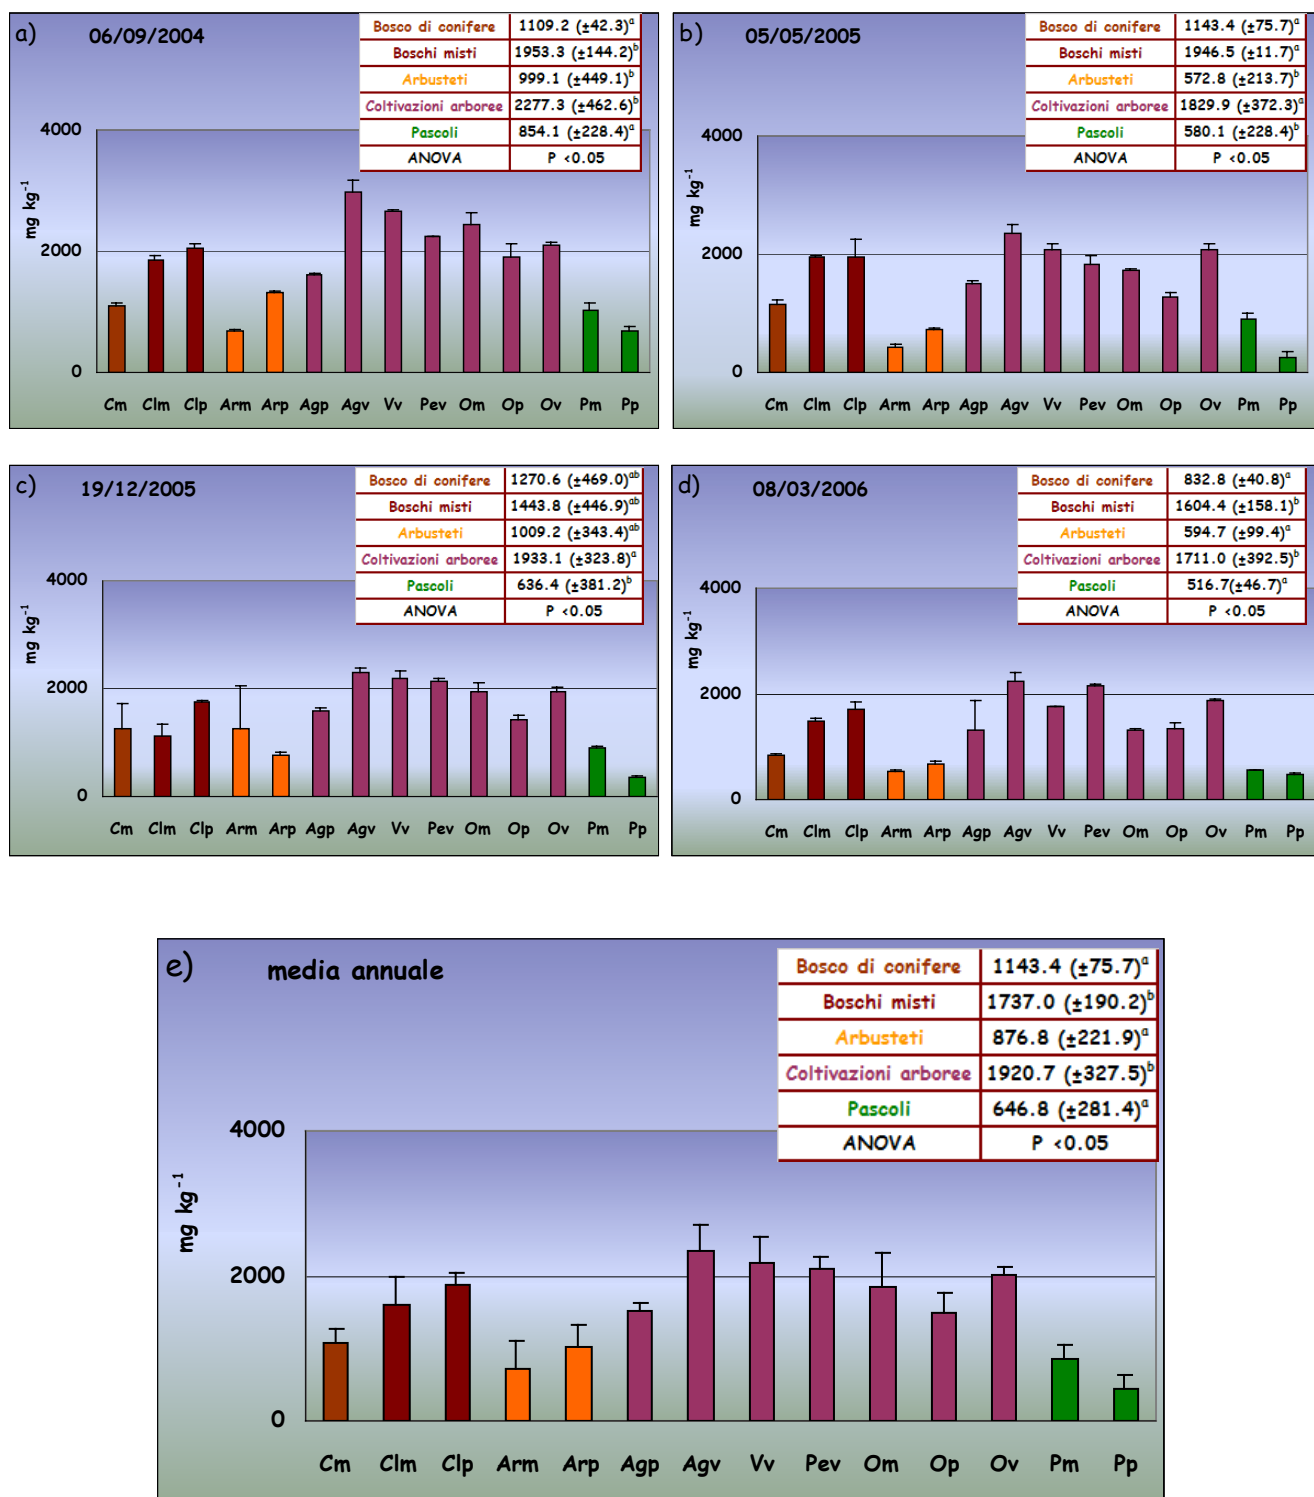 a) 06/09/2004
Bosco di conifere 1109.2 (±42.3)ᵃ
Boschi misti 1953.3 (±144.2)ᵇ
Arbusteti 999.1 (±449.1)ᵇ
Coltivazioni arboree 2277.3 (±462.6)ᵇ
Pascoli 854.1 (±228.4)ᵃ
ANOVA P <0.05
mg kg⁻¹
4000
2000
0
Cm Clm Clp Arm Arp Agp Agv Vv Pev Om Op Ov Pm Pp
b) 05/05/2005
Bosco di conifere 1143.4 (±75.7)ᵃ
Boschi misti 1946.5 (±11.7)ᵃ
Arbusteti 572.8 (±213.7)ᵇ
Coltivazioni arboree 1829.9 (±372.3)ᵃ
Pascoli 580.1 (±228.4)ᵇ
ANOVA P <0.05
mg kg⁻¹
4000
2000
0
Cm Clm Clp Arm Arp Agp Agv Vv Pev Om Op Ov Pm Pp
c) 19/12/2005
Bosco di conifere 1270.6 (±469.0)ᵃᵇ
Boschi misti 1443.8 (±446.9)ᵃᵇ
Arbusteti 1009.2 (±343.4)ᵃᵇ
Coltivazioni arboree 1933.1 (±323.8)ᵃ
Pascoli 636.4 (±381.2)ᵇ
ANOVA P <0.05
mg kg⁻¹
4000
2000
0
Cm Clm Clp Arm Arp Agp Agv Vv Pev Om Op Ov Pm Pp
d) 08/03/2006
Bosco di conifere 832.8 (±40.8)ᵃ
Boschi misti 1604.4 (±158.1)ᵇ
Arbusteti 594.7 (±99.4)ᵃ
Coltivazioni arboree 1711.0 (±392.5)ᵇ
Pascoli 516.7(±46.7)ᵃ
ANOVA P <0.05
mg kg⁻¹
4000
2000
0
Cm Clm Clp Arm Arp Agp Agv Vv Pev Om Op Ov Pm Pp
e) media annuale
Bosco di conifere 1143.4 (±75.7)ᵃ
Boschi misti 1737.0 (±190.2)ᵇ
Arbusteti 876.8 (±221.9)ᵃ
Coltivazioni arboree 1920.7 (±327.5)ᵇ
Pascoli 646.8 (±281.4)ᵃ
ANOVA P <0.05
mg kg⁻¹
4000
2000
0
Cm Clm Clp Arm Arp Agp Agv Vv Pev Om Op Ov Pm Pp